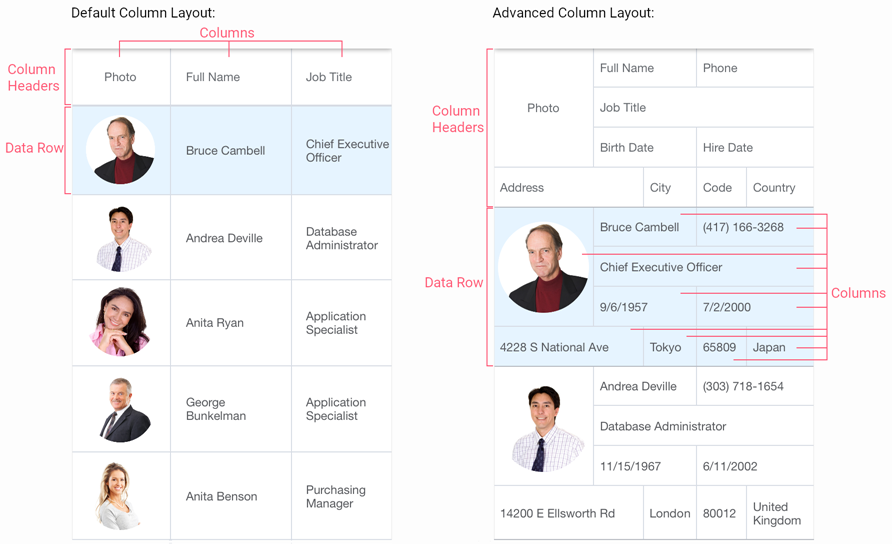 Default Column Layout:
Columns
Column
Headers
Photo
Full Name
Job Title
Data Row
Bruce Cambell
Chief Executive
Officer
Andrea Deville
Database
Administrator
Anita Ryan
Application
Specialist
George
Bunkelman
Application
Specialist
Anita Benson
Purchasing
Manager
Advanced Column Layout:
Column
Headers
Photo
Full Name
Phone
Job Title
Birth Date
Hire Date
Address
City
Code
Country
Data Row
Columns
Bruce Cambell
(417) 166-3268
Chief Executive Officer
9/6/1957
7/2/2000
4228 S National Ave
Tokyo
65809
Japan
Andrea Deville
(303) 718-1654
Database Administrator
11/15/1967
6/11/2002
14200 E Ellsworth Rd
London
80012
United
Kingdom